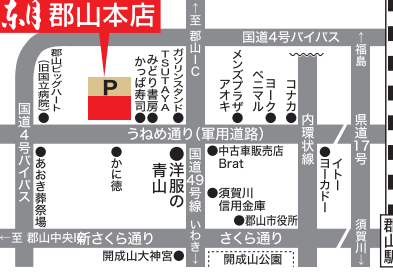 京月 郡山本店
P
←至 郡山IC
国道4号バイパス
←福島
郡山ビッグハート
(旧国立病院)
ガソリンスタンド
TSUTAYA
みどり書房
かっぱ寿司
メンズプラザ
アオキ
ヨーク
ベニマル
コナカ
国道4号バイパス
うねめ通り(軍用道路)
内環状線
県道17号
あおき葬祭場
かに徳
洋服の
青山
国道49号線
いわき→
中古車販売店
Brat
須賀川
信用金庫
郡山市役所
イトー
ヨーカドー
須賀川→
郡山駅
←至 郡山中央IC
新さくら通り
さくら通り
開成山大神宮
開成山公園